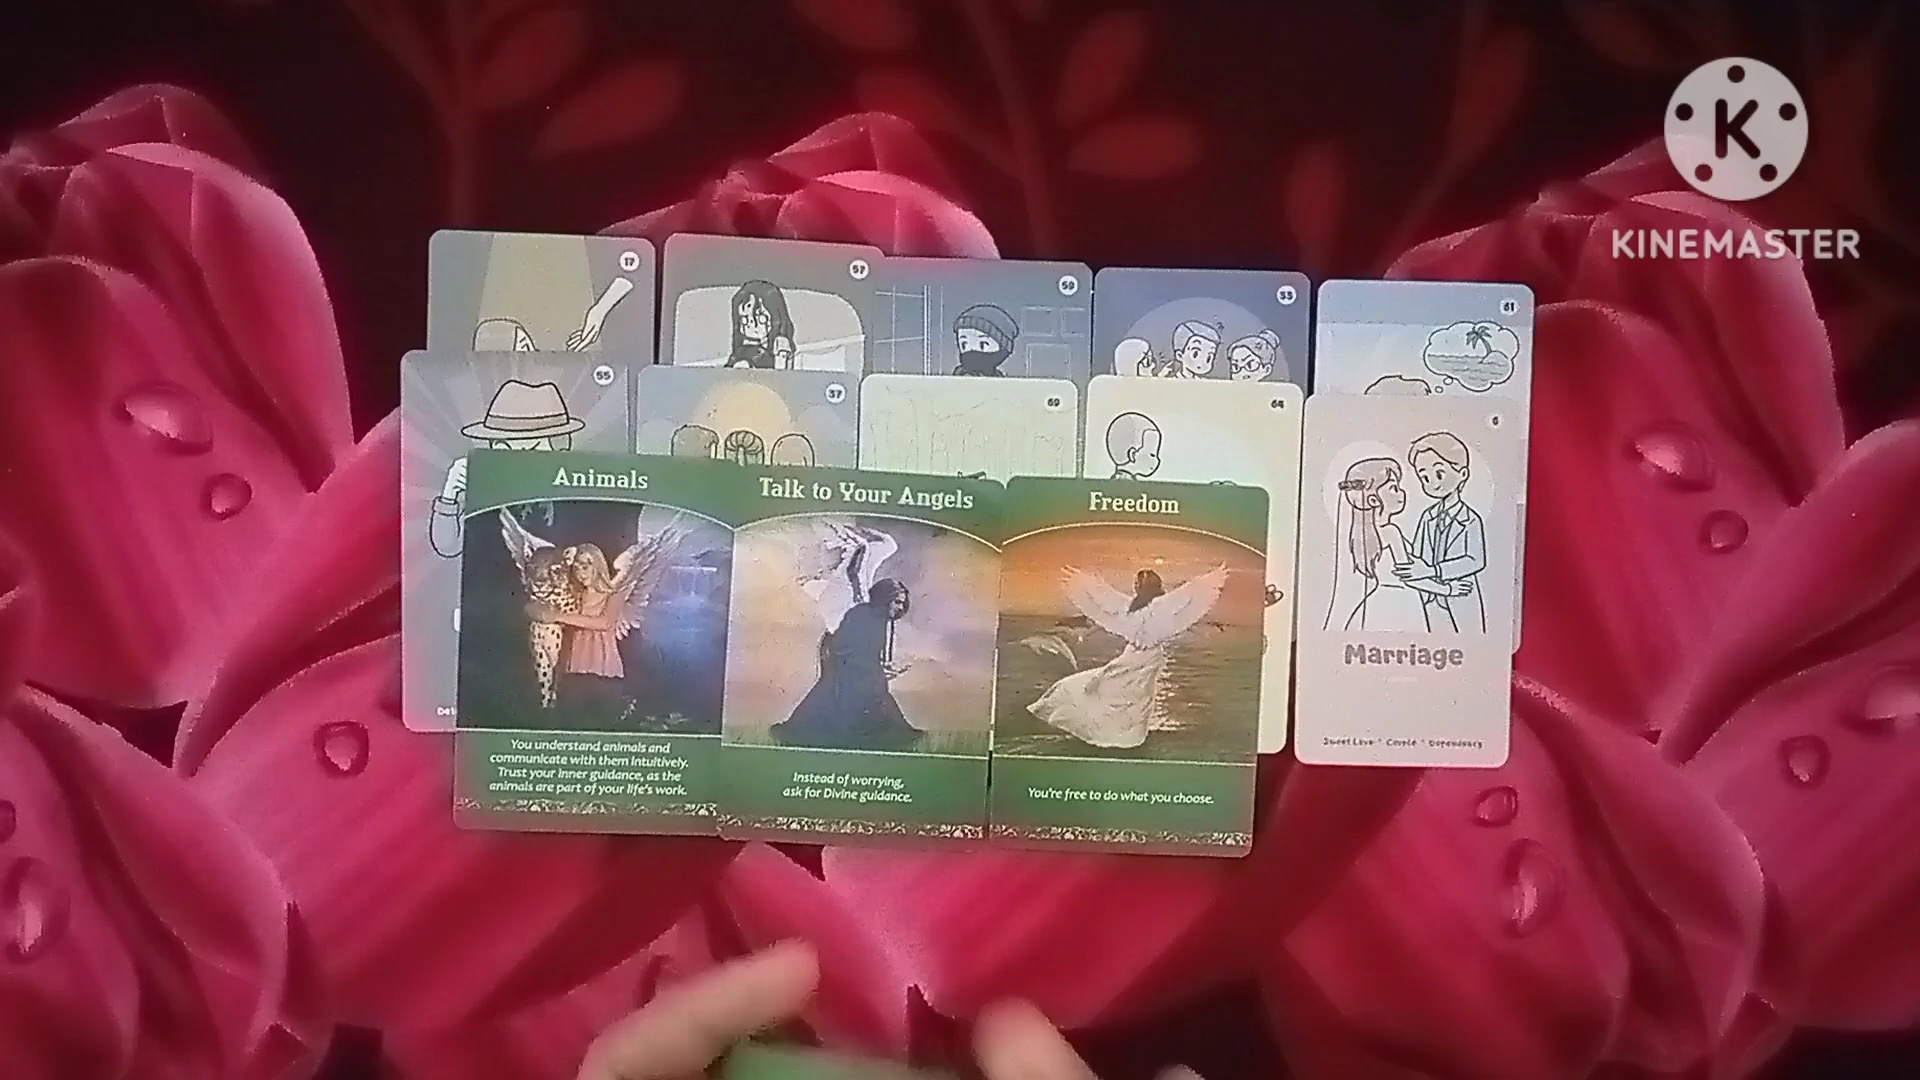 K
KINEMASTER
17
57
59
33
61
55
37
69
64
6
Animals
Talk to Your Angels
Freedom
Marriage
Sweet Love * Couple * Dependency
You understand animals and
communicate with them intuitively.
Trust your inner guidance, as the
animals are part of your life's work.
Instead of worrying,
ask for Divine guidance.
You're free to do what you choose.